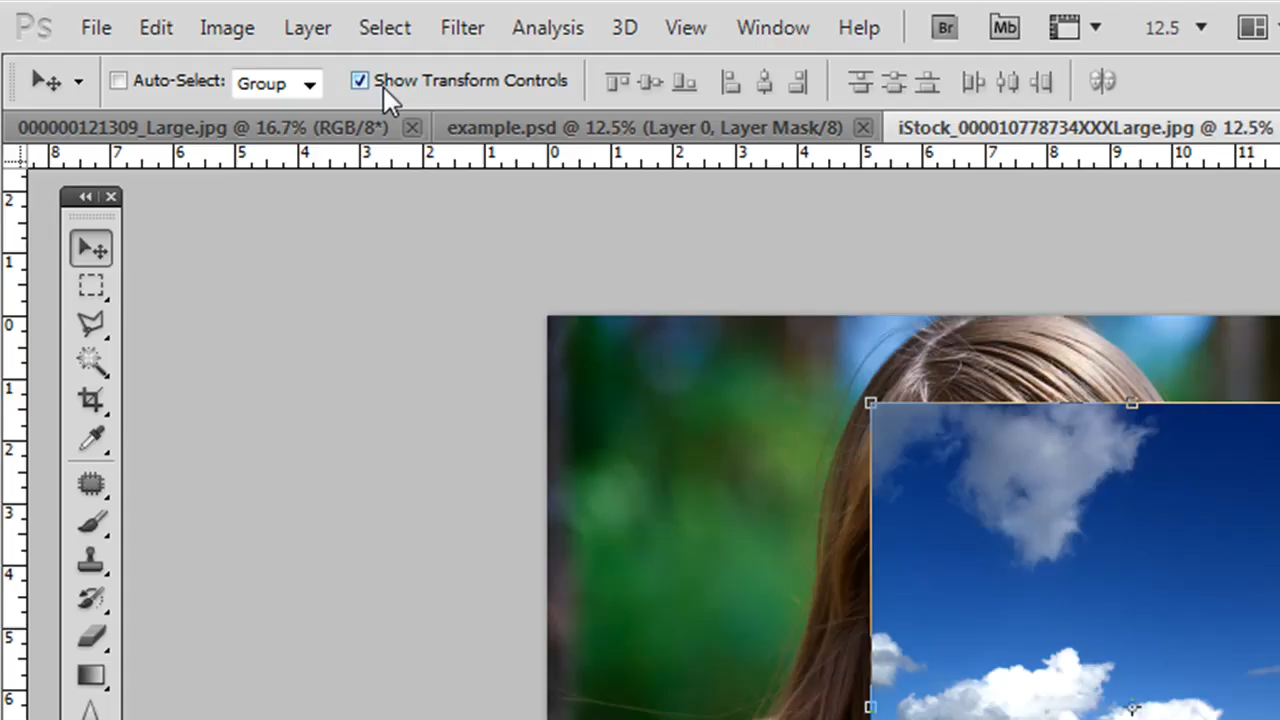 Ps File Edit Image Layer Select Filter Analysis 3D View Window Help Br Mb 12.5
Auto-Select: Group Show Transform Controls
000000121309_Large.jpg @ 16.7% (RGB/8*) example.psd @ 12.5% (Layer 0, Layer Mask/8) iStock_000010778734XXXLarge.jpg @ 12.5%
8 7 6 5 4 3 2 1 0 1 2 3 4 5 6 7 8 9 10 11
2
1
0
1
2
3
4
5
6